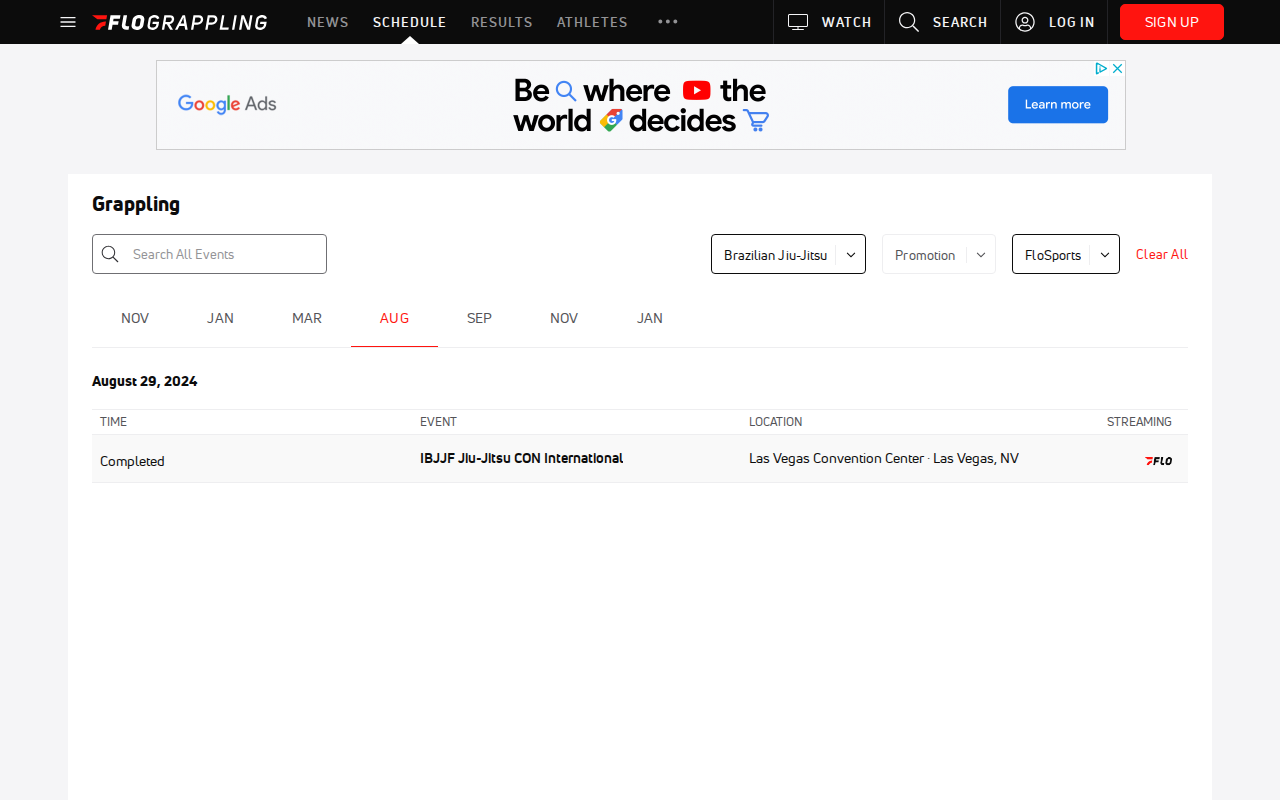 FLOGRAPPLING NEWS SCHEDULE RESULTS ATHLETES WATCH SEARCH LOG IN SIGN UP
Google Ads
Be where the
world decides
Learn more
Grappling
Search All Events
Brazilian Jiu-Jitsu
Promotion
FloSports
Clear All
NOV JAN MAR AUG SEP NOV JAN
August 29, 2024
TIME EVENT LOCATION STREAMING
Completed IBJJF Jiu-Jitsu CON International Las Vegas Convention Center · Las Vegas, NV FLO